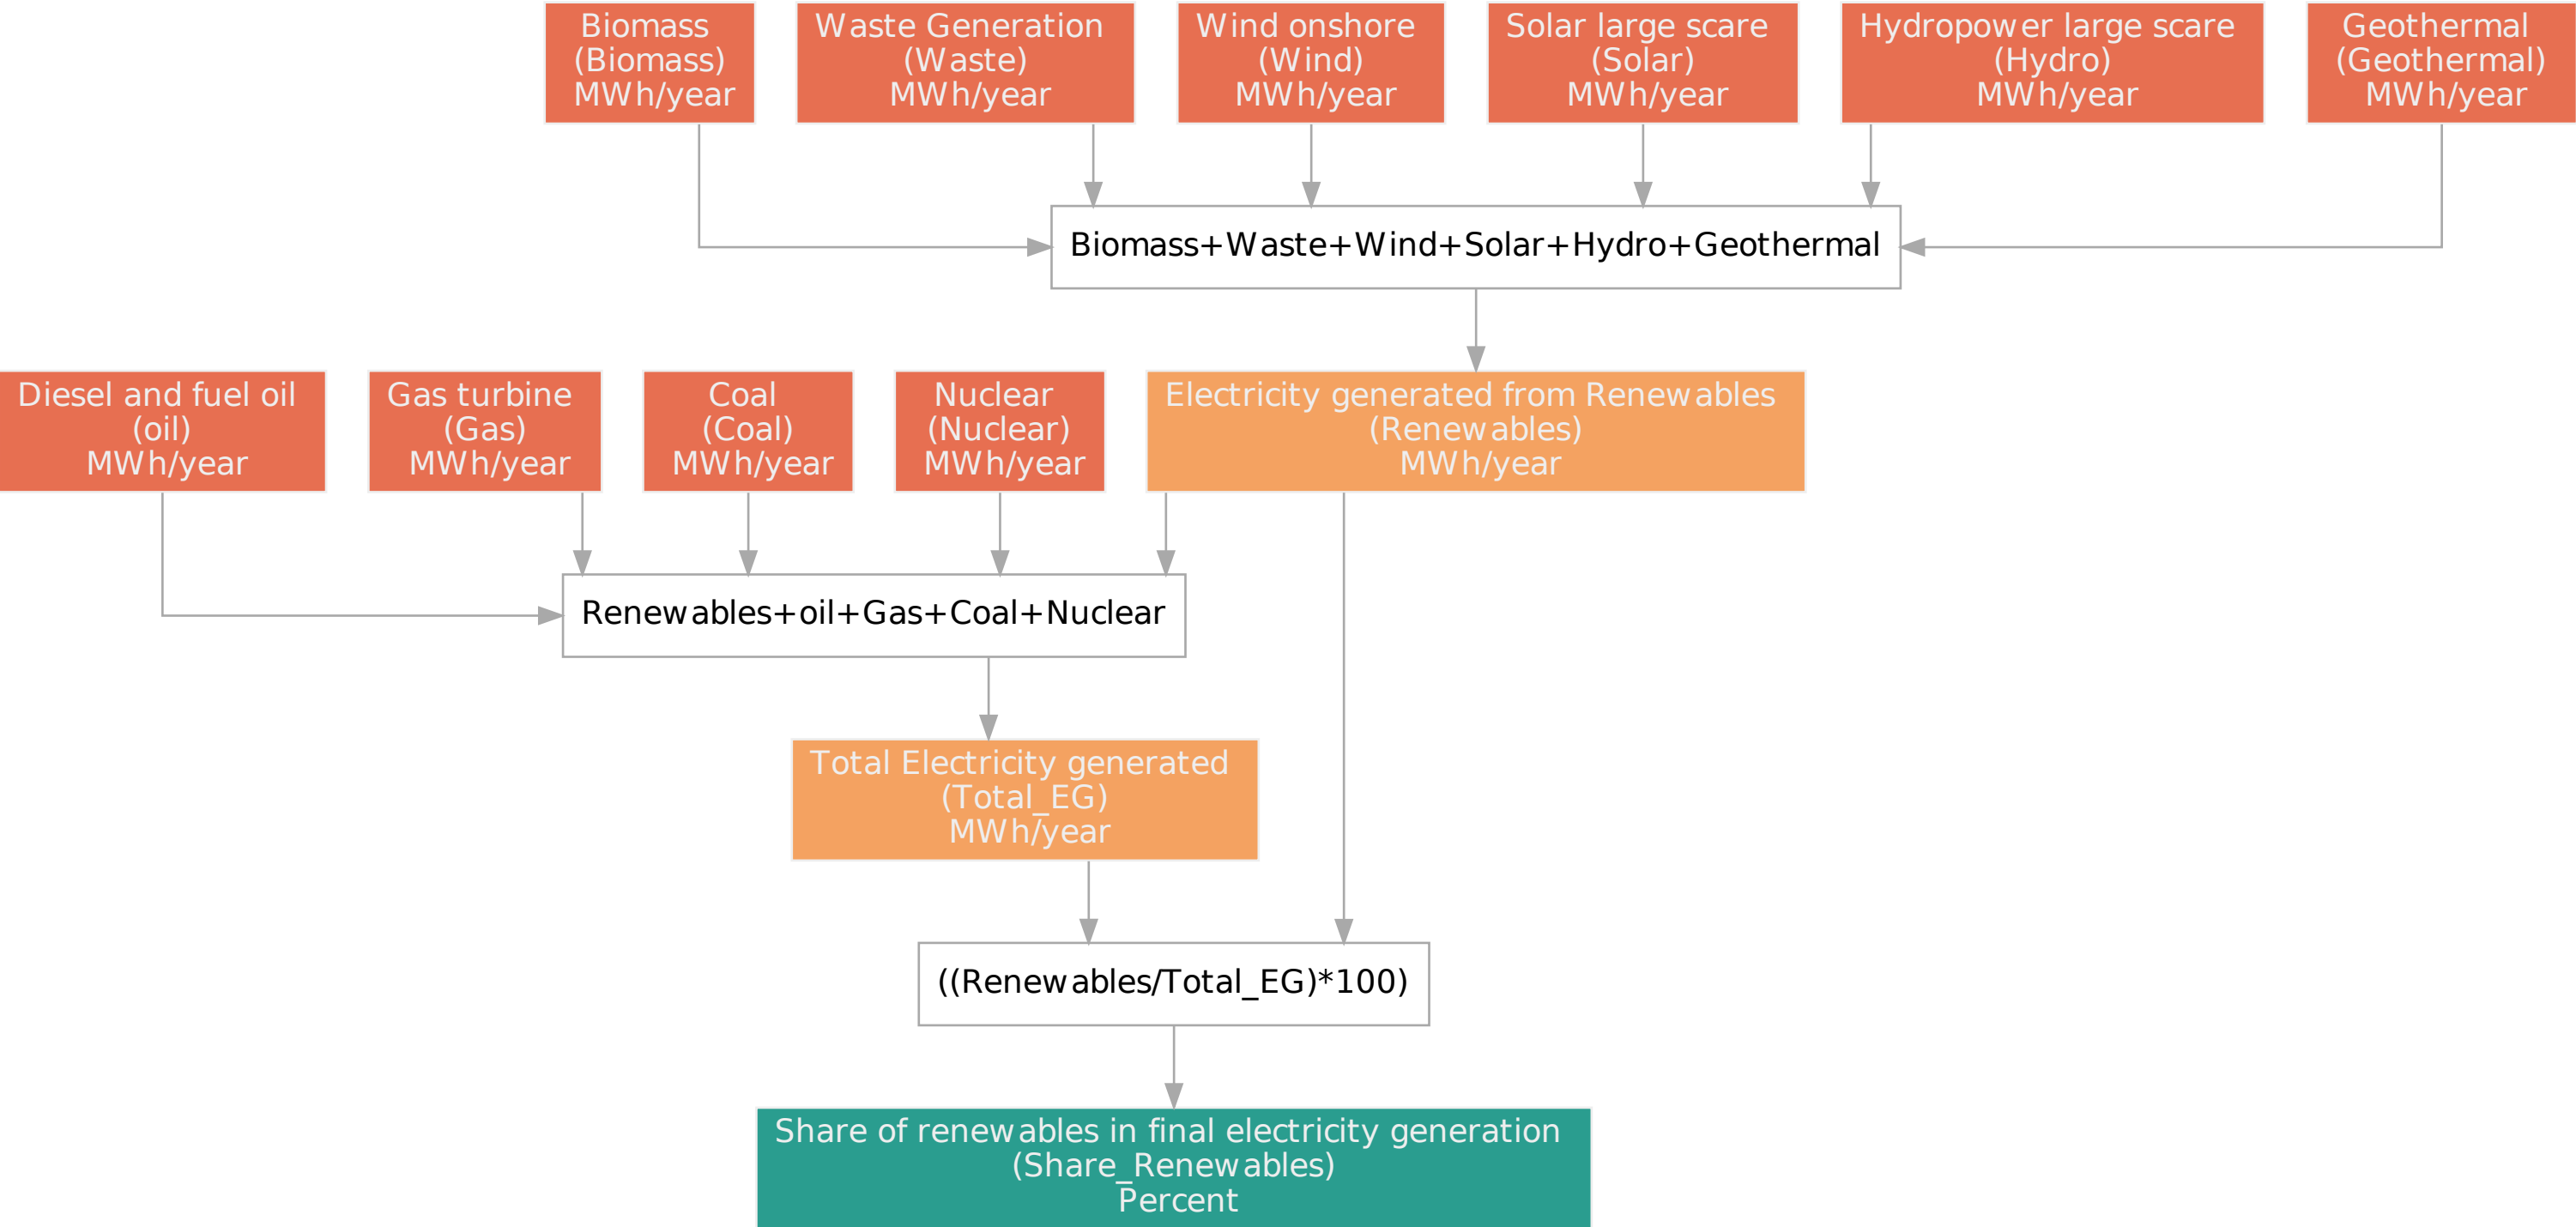 Biomass
(Biomass)
MWh/year
Waste Generation
(Waste)
MWh/year
Wind onshore
(Wind)
MWh/year
Solar large scare
(Solar)
MWh/year
Hydropower large scare
(Hydro)
MWh/year
Geothermal
(Geothermal)
MWh/year
Biomass+Waste+Wind+Solar+Hydro+Geothermal
Diesel and fuel oil
(oil)
MWh/year
Gas turbine
(Gas)
MWh/year
Coal
(Coal)
MWh/year
Nuclear
(Nuclear)
MWh/year
Electricity generated from Renewables
(Renewables)
MWh/year
Renewables+oil+Gas+Coal+Nuclear
Total Electricity generated
(Total_EG)
MWh/year
((Renewables/Total_EG)*100)
Share of renewables in final electricity generation
(Share_Renewables)
Percent